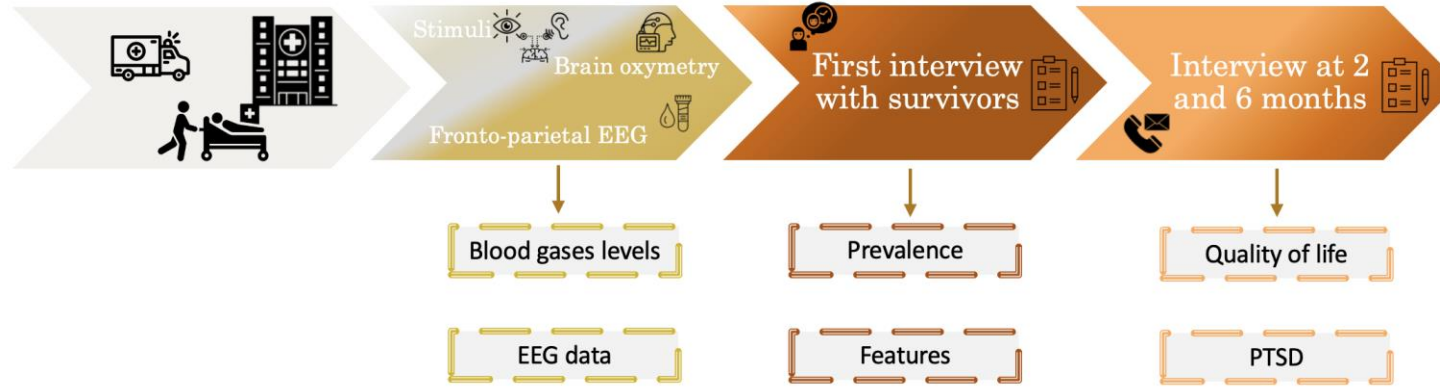 Stimuli
Brain oxymetry
Fronto-parietal EEG
First interview
with survivors
Interview at 2
and 6 months
Blood gases levels
Prevalence
Quality of life
EEG data
Features
PTSD